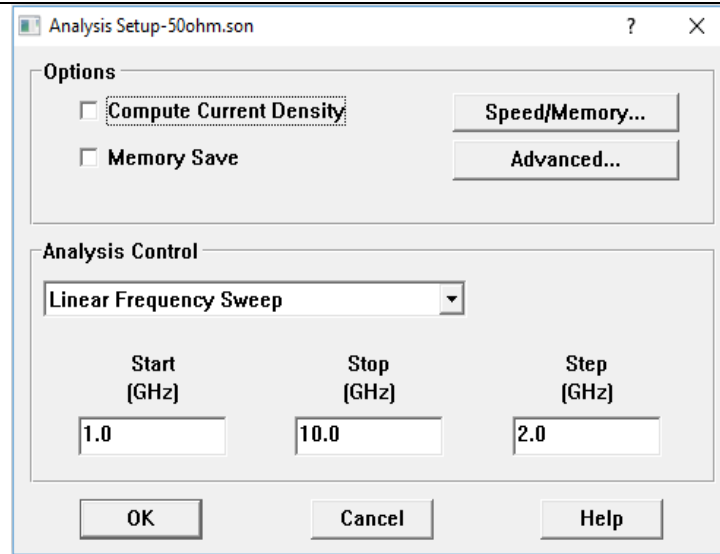 Analysis Setup-50ohm.son ? X
Options
Compute Current Density Speed/Memory...
Memory Save Advanced...
Analysis Control
Linear Frequency Sweep
Start Stop Step
(GHz) (GHz) (GHz)
1.0 10.0 2.0
OK Cancel Help